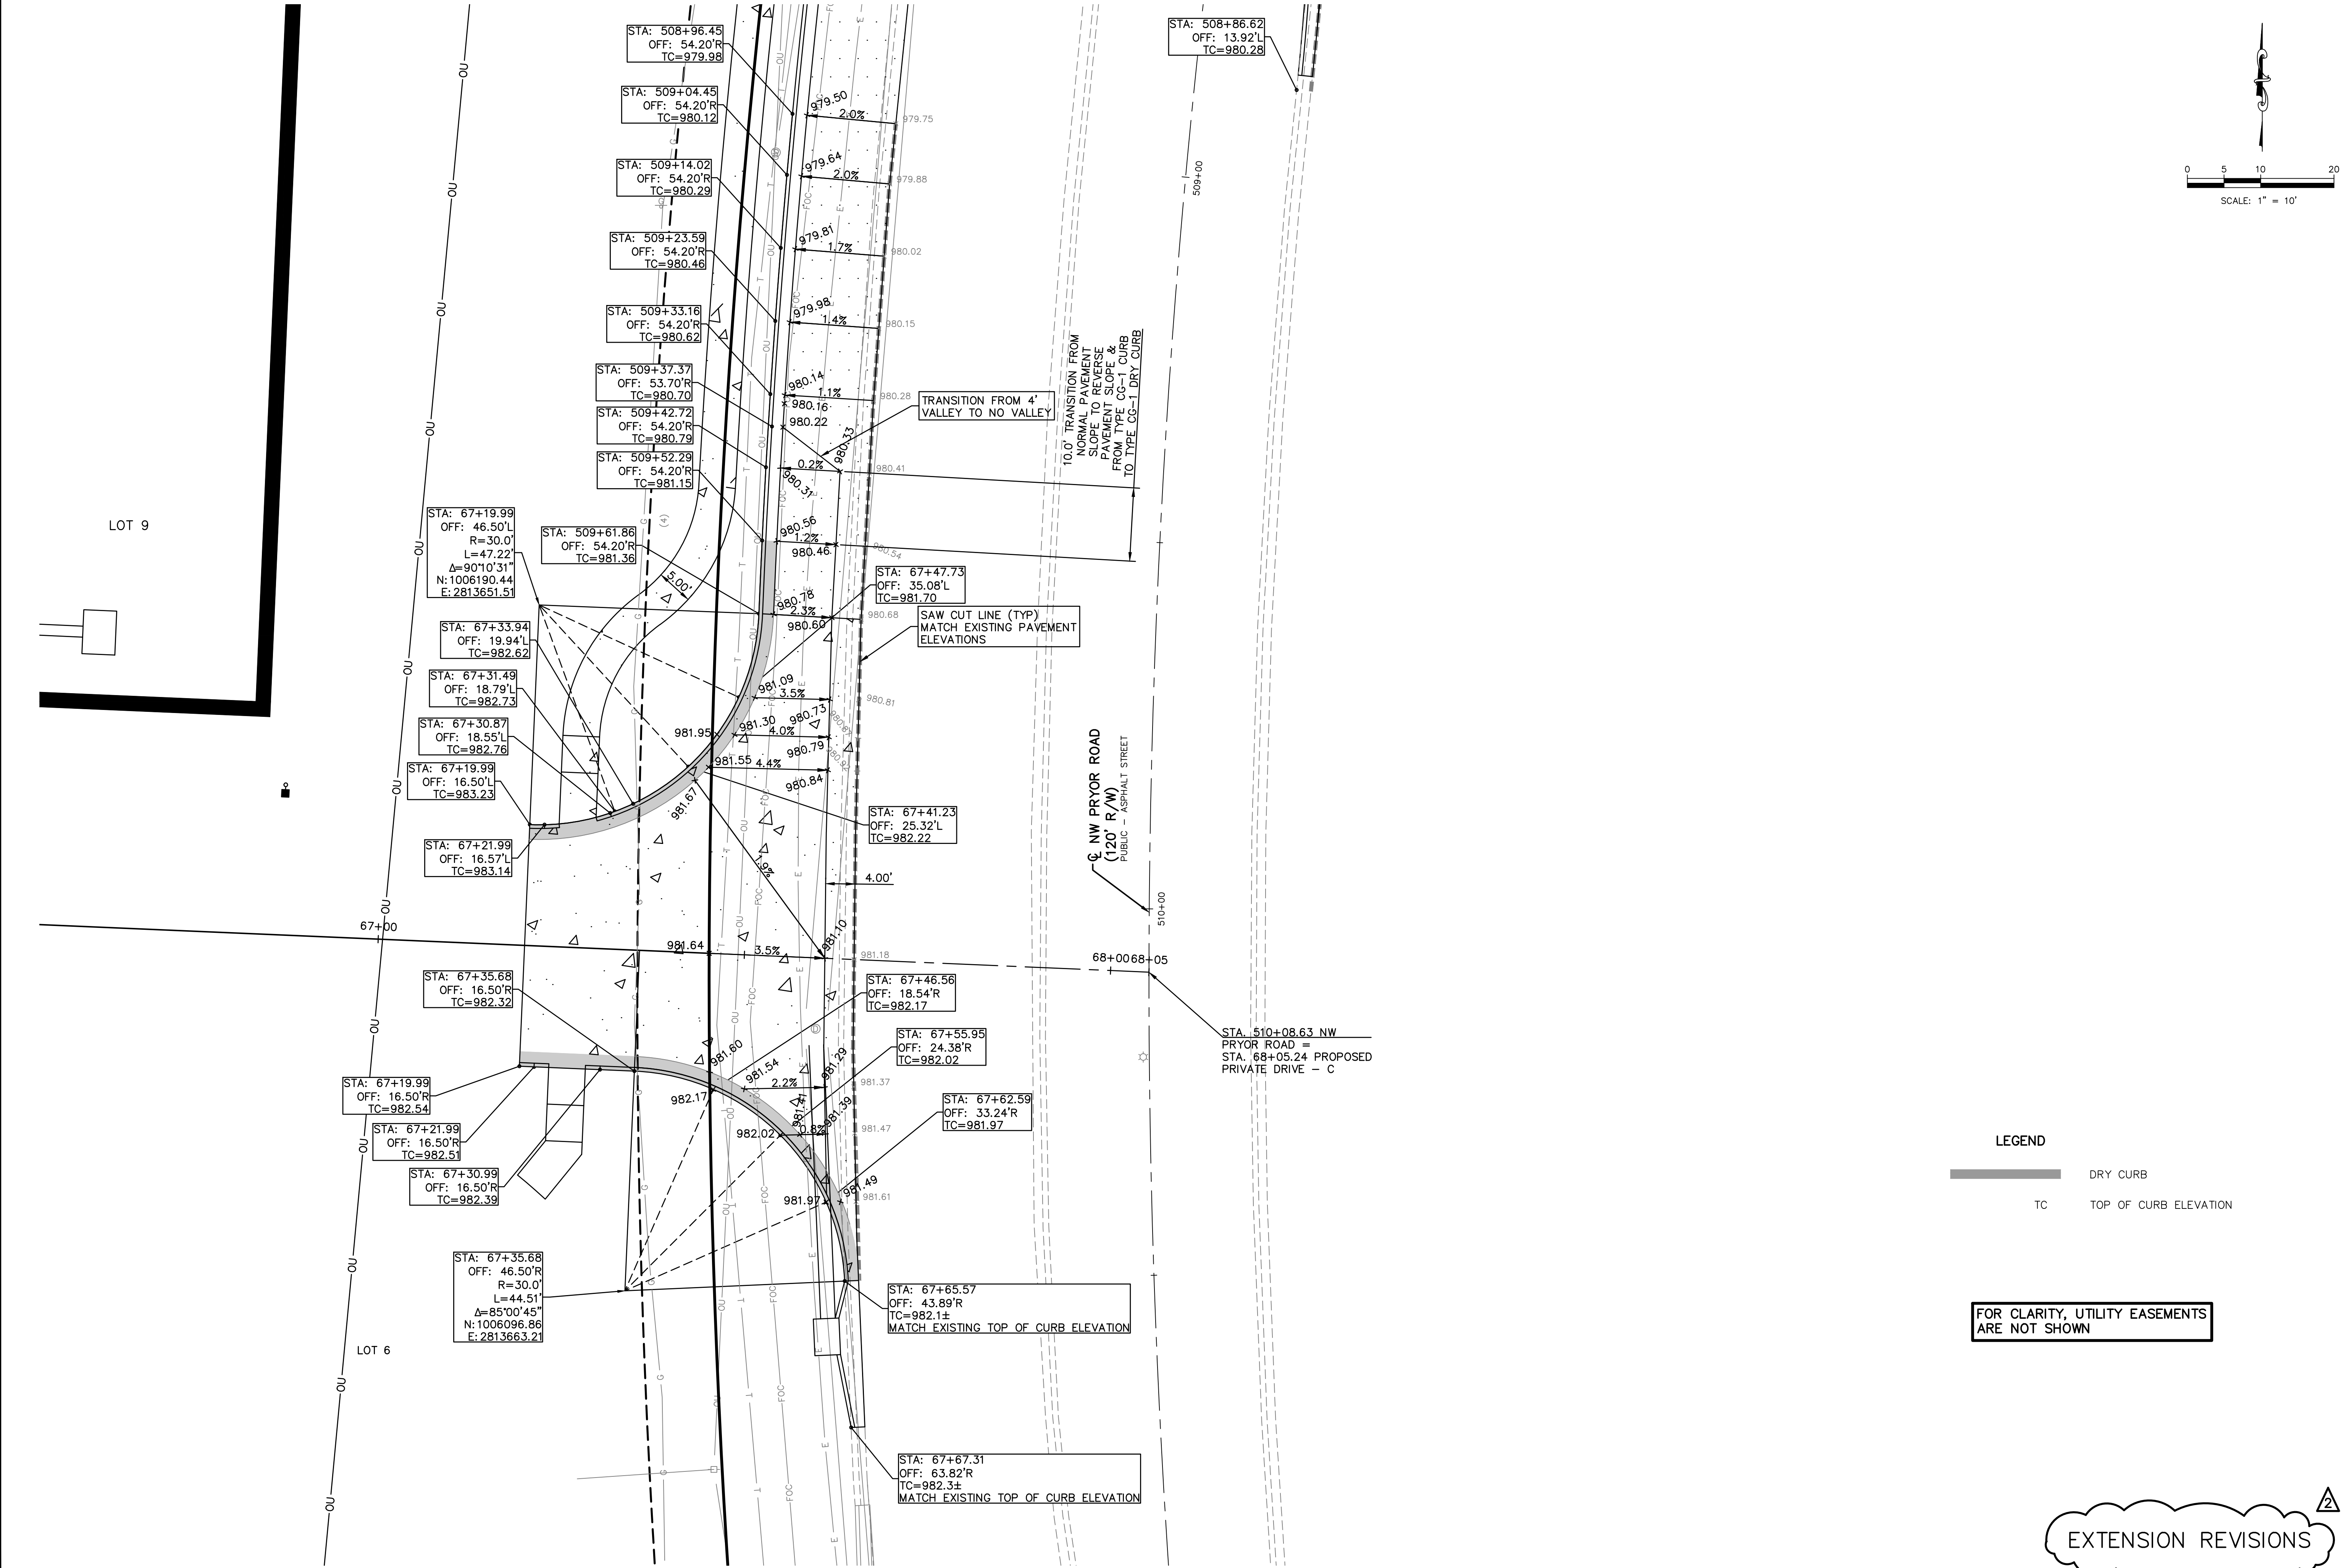 STA: 508+96.45
OFF: 54.20'R
TC=979.98
STA: 509+04.45
OFF: 54.20'R
TC=980.12
STA: 509+14.02
OFF: 54.20'R
TC=980.29
STA: 509+23.59
OFF: 54.20'R
TC=980.46
STA: 509+33.16
OFF: 54.20'R
TC=980.62
STA: 509+37.37
OFF: 53.70'R
TC=980.70
STA: 509+42.72
OFF: 54.20'R
TC=980.79
STA: 509+52.29
OFF: 54.20'R
TC=981.15
STA: 509+61.86
OFF: 54.20'R
TC=981.36
STA: 67+19.99
OFF: 46.50'L
R=30.0'
L=47.22'
Δ=90°10'31"
N:1006190.44
E:2813651.51
STA: 67+33.94
OFF: 19.94'L
TC=982.62
STA: 67+31.49
OFF: 18.79'L
TC=982.73
STA: 67+30.87
OFF: 18.55'L
TC=982.76
STA: 67+19.99
OFF: 16.50'L
TC=983.23
STA: 67+21.99
OFF: 16.57'L
TC=983.14
STA: 67+35.68
OFF: 16.50'R
TC=982.32
STA: 67+19.99
OFF: 16.50'R
TC=982.54
STA: 67+21.99
OFF: 16.50'R
TC=982.51
STA: 67+30.99
OFF: 16.50'R
TC=982.39
STA: 67+35.68
OFF: 46.50'R
R=30.0'
L=44.51'
Δ=85°00'45"
N:1006096.86
E:2813663.21
LOT 9
LOT 6
67+00
5.00'
(4)
979.50
2.0%
979.75
979.64
2.0%
979.88
979.81
1.7%
980.02
979.98
1.4%
980.15
980.14
1.1%
980.28
980.16
980.22
980.33
0.2%
980.41
980.31
980.56
1.2%
980.46
980.54
980.78
2.3%
980.60
980.68
981.09
3.5%
980.73
980.81
981.95
981.30
4.0%
980.79
981.55
4.4%
980.84
980.92
981.67
1.9%
4.00'
981.10
981.64
3.5%
981.18
981.60
981.54
2.2%
981.29
981.37
982.17
981.41
981.39
982.02
0.8%
981.47
981.97
981.49
981.61
TRANSITION FROM 4'
VALLEY TO NO VALLEY
10.0' TRANSITION FROM
NORMAL PAVEMENT
SLOPE TO REVERSE
PAVEMENT SLOPE &
FROM TYPE CG-1 CURB
TO TYPE CG-1 DRY CURB
STA: 67+47.73
OFF: 35.08'L
TC=981.70
SAW CUT LINE (TYP)
MATCH EXISTING PAVEMENT
ELEVATIONS
STA: 67+41.23
OFF: 25.32'L
TC=982.22
STA: 67+46.56
OFF: 18.54'R
TC=982.17
STA: 67+55.95
OFF: 24.38'R
TC=982.02
STA: 67+62.59
OFF: 33.24'R
TC=981.97
STA: 67+65.57
OFF: 43.89'R
TC=982.1±
MATCH EXISTING TOP OF CURB ELEVATION
STA: 67+67.31
OFF: 63.82'R
TC=982.3±
MATCH EXISTING TOP OF CURB ELEVATION
STA: 508+86.62
OFF: 13.92'L
TC=980.28
509+00
510+00
℄ NW PRYOR ROAD
(120' R/W)
PUBLIC - ASPHALT STREET
68+00
68+05
STA. 510+08.63 NW
PRYOR ROAD =
STA. 68+05.24 PROPOSED
PRIVATE DRIVE - C
0 5 10 20
SCALE: 1" = 10'
LEGEND
DRY CURB
TC TOP OF CURB ELEVATION
FOR CLARITY, UTILITY EASEMENTS
ARE NOT SHOWN
2
EXTENSION REVISIONS